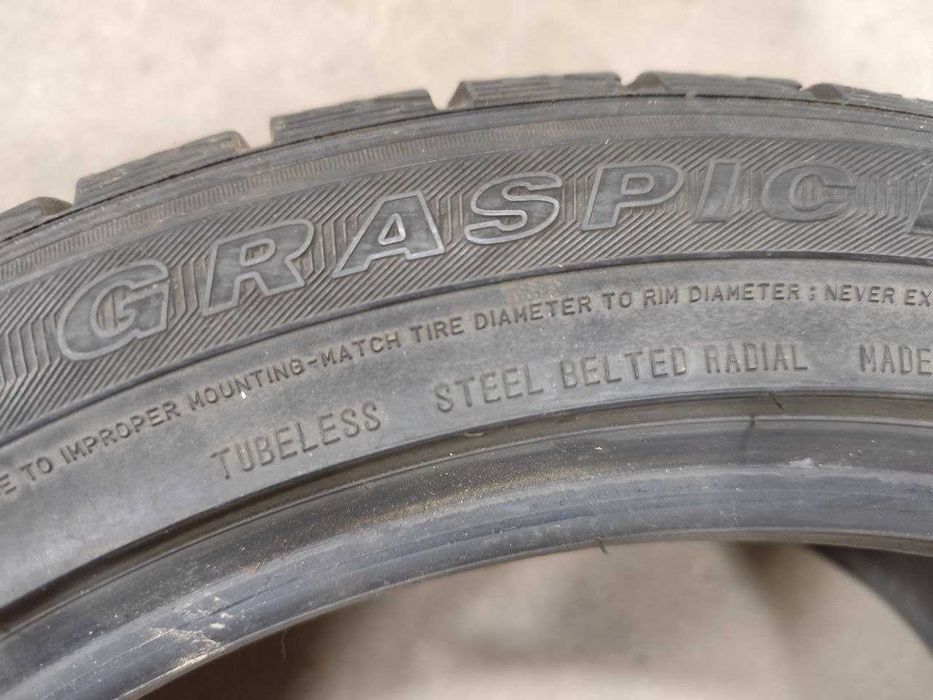 GRASPIC
E TO IMPROPER MOUNTING-MATCH TIRE DIAMETER TO RIM DIAMETER ; NEVER EX
TUBELESS STEEL BELTED RADIAL MADE